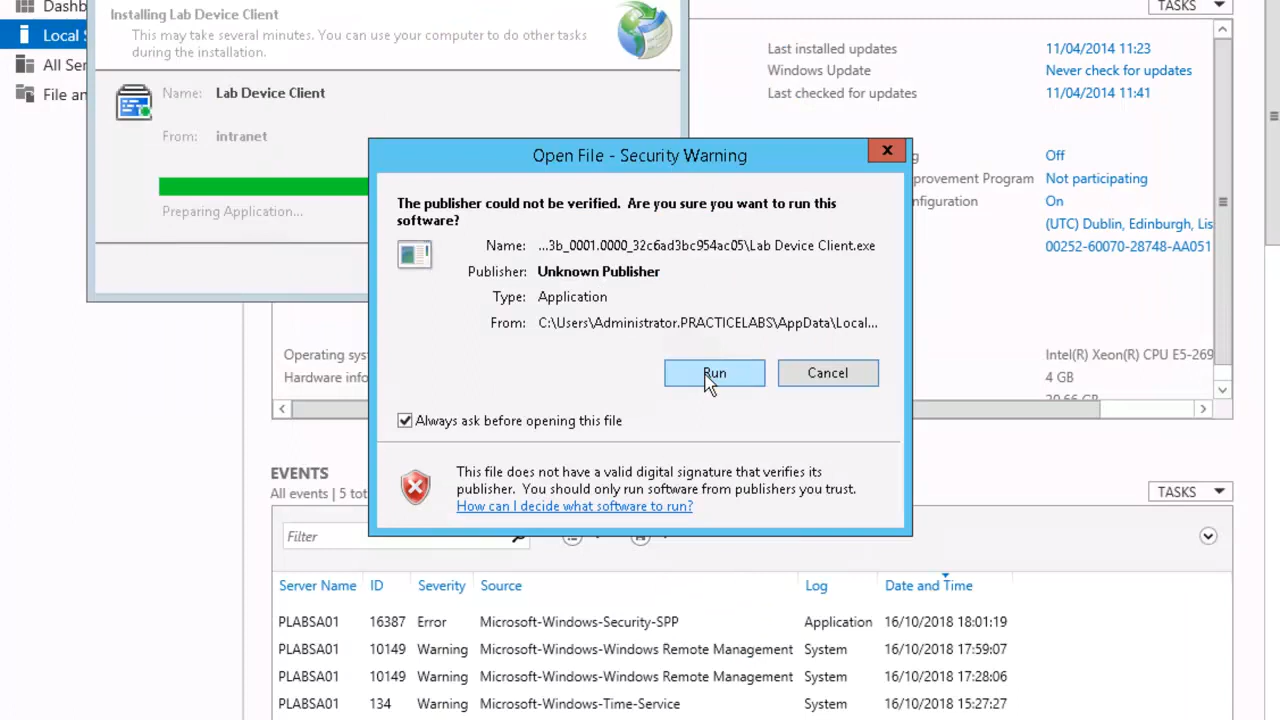 Dashb
Local S
All Ser
File an
Installing Lab Device Client
This may take several minutes. You can use your computer to do other tasks
during the installation.
Name: Lab Device Client
From: intranet
Preparing Application...
TASKS
Last installed updates 11/04/2014 11:23
Windows Update Never check for updates
Last checked for updates 11/04/2014 11:41
g Off
provement Program Not participating
nfiguration On
(UTC) Dublin, Edinburgh, Lis
00252-60070-28748-AA051
Open File - Security Warning
The publisher could not be verified. Are you sure you want to run this
software?
Name: ...3b_0001.0000_32c6ad3bc954ac05\Lab Device Client.exe
Publisher: Unknown Publisher
Type: Application
From: C:\Users\Administrator.PRACTICELABS\AppData\Local...
Run Cancel
Always ask before opening this file
This file does not have a valid digital signature that verifies its
publisher. You should only run software from publishers you trust.
How can I decide what software to run?
Operating sys Intel(R) Xeon(R) CPU E5-269
Hardware info 4 GB
EVENTS
All events | 5 tot
TASKS
Filter
Server Name ID Severity Source Log Date and Time
PLABSA01 16387 Error Microsoft-Windows-Security-SPP Application 16/10/2018 18:01:19
PLABSA01 10149 Warning Microsoft-Windows-Windows Remote Management System 16/10/2018 17:59:07
PLABSA01 10149 Warning Microsoft-Windows-Windows Remote Management System 16/10/2018 17:28:06
PLABSA01 134 Warning Microsoft-Windows-Time-Service System 16/10/2018 15:27:27